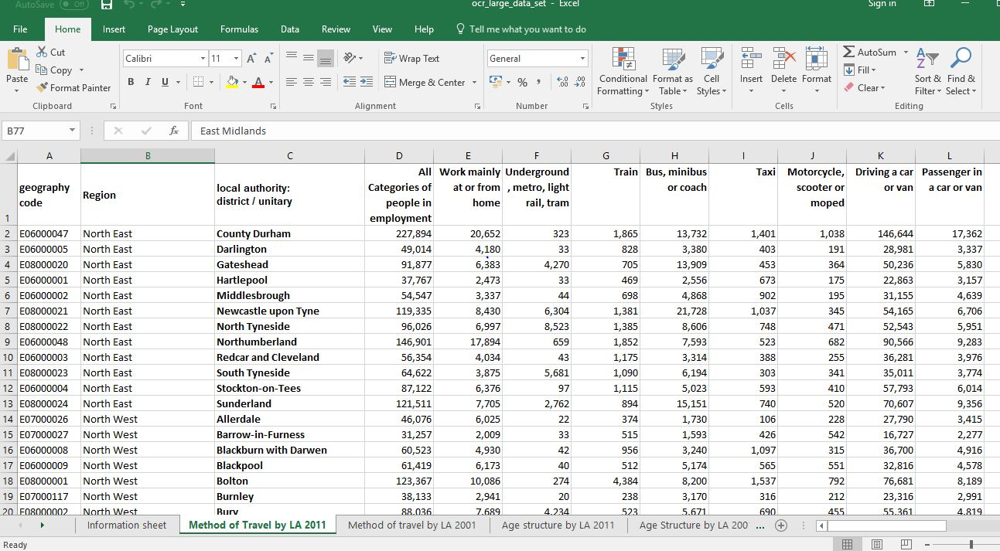 AutoSave Off ocr_large_data_set - Excel Sign in
File Home Insert Page Layout Formulas Data Review View Help Tell me what you want to do
Paste Cut Copy Format Painter Calibri 11 A A B I U A Wrap Text Merge & Center General % , Conditional Formatting Format as Table Cell Styles Insert Delete Format AutoSum Fill Clear Sort & Filter Find & Select
Clipboard Font Alignment Number Styles Cells Editing
B77 fx East Midlands
A B C D E F G H I J K L
1 geography code Region local authority: district / unitary All Categories of people in employment Work mainly at or from home Underground, metro, light rail, tram Train Bus, minibus or coach Taxi Motorcycle, scooter or moped Driving a car or van Passenger in a car or van
2 E06000047 North East County Durham 227,894 20,652 323 1,865 13,732 1,401 1,038 146,644 17,362
3 E06000005 North East Darlington 49,014 4,180 33 828 3,380 403 191 28,981 3,337
4 E08000020 North East Gateshead 91,877 6,383 4,270 705 13,909 453 364 50,236 5,830
5 E06000001 North East Hartlepool 37,767 2,473 33 469 2,556 673 175 22,863 3,157
6 E06000002 North East Middlesbrough 54,547 3,337 44 698 4,868 902 195 31,155 4,639
7 E08000021 North East Newcastle upon Tyne 119,335 8,430 6,304 1,381 21,728 1,037 345 54,165 6,706
8 E08000022 North East North Tyneside 96,026 6,997 8,523 1,385 8,606 748 471 52,543 5,951
9 E06000048 North East Northumberland 146,901 17,894 659 1,852 7,593 523 682 90,566 9,283
10 E06000003 North East Redcar and Cleveland 56,354 4,034 43 1,175 3,314 388 255 36,281 3,976
11 E08000023 North East South Tyneside 64,622 3,875 5,681 1,090 6,194 303 341 35,011 3,774
12 E06000004 North East Stockton-on-Tees 87,122 6,376 97 1,115 5,023 593 410 57,793 6,014
13 E08000024 North East Sunderland 121,511 7,705 2,762 894 15,151 740 520 70,607 9,356
14 E07000026 North West Allerdale 46,076 6,025 22 374 1,730 106 228 27,790 3,415
15 E07000027 North West Barrow-in-Furness 31,257 2,009 33 515 1,593 426 542 16,727 2,277
16 E06000008 North West Blackburn with Darwen 60,523 4,930 42 956 3,240 1,097 315 36,700 4,916
17 E06000009 North West Blackpool 61,419 6,173 40 512 5,174 565 551 32,816 4,578
18 E08000001 North West Bolton 123,367 10,086 274 4,384 8,200 1,537 792 76,681 8,189
19 E07000117 North West Burnley 38,133 2,941 20 238 3,170 316 212 23,316 2,991
20 E08000002 North West Bury 88,036 7,689 4,234 523 5,671 690 455 55,361 4,819
Information sheet Method of Travel by LA 2011 Method of travel by LA 2001 Age structure by LA 2011 Age Structure by LA 200 ...
Ready